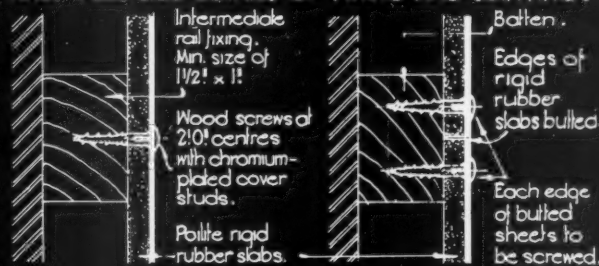 Intermediate
rail fixing.
Min. size of
1½" x 1"
Wood screws at
2'.0" centres
with chromium-
plated cover
studs.
Poilite rigid
rubber slabs.
Batten.
Edges of
rigid
rubber
slabs butted
Each edge
of butted
sheets to
be screwed.